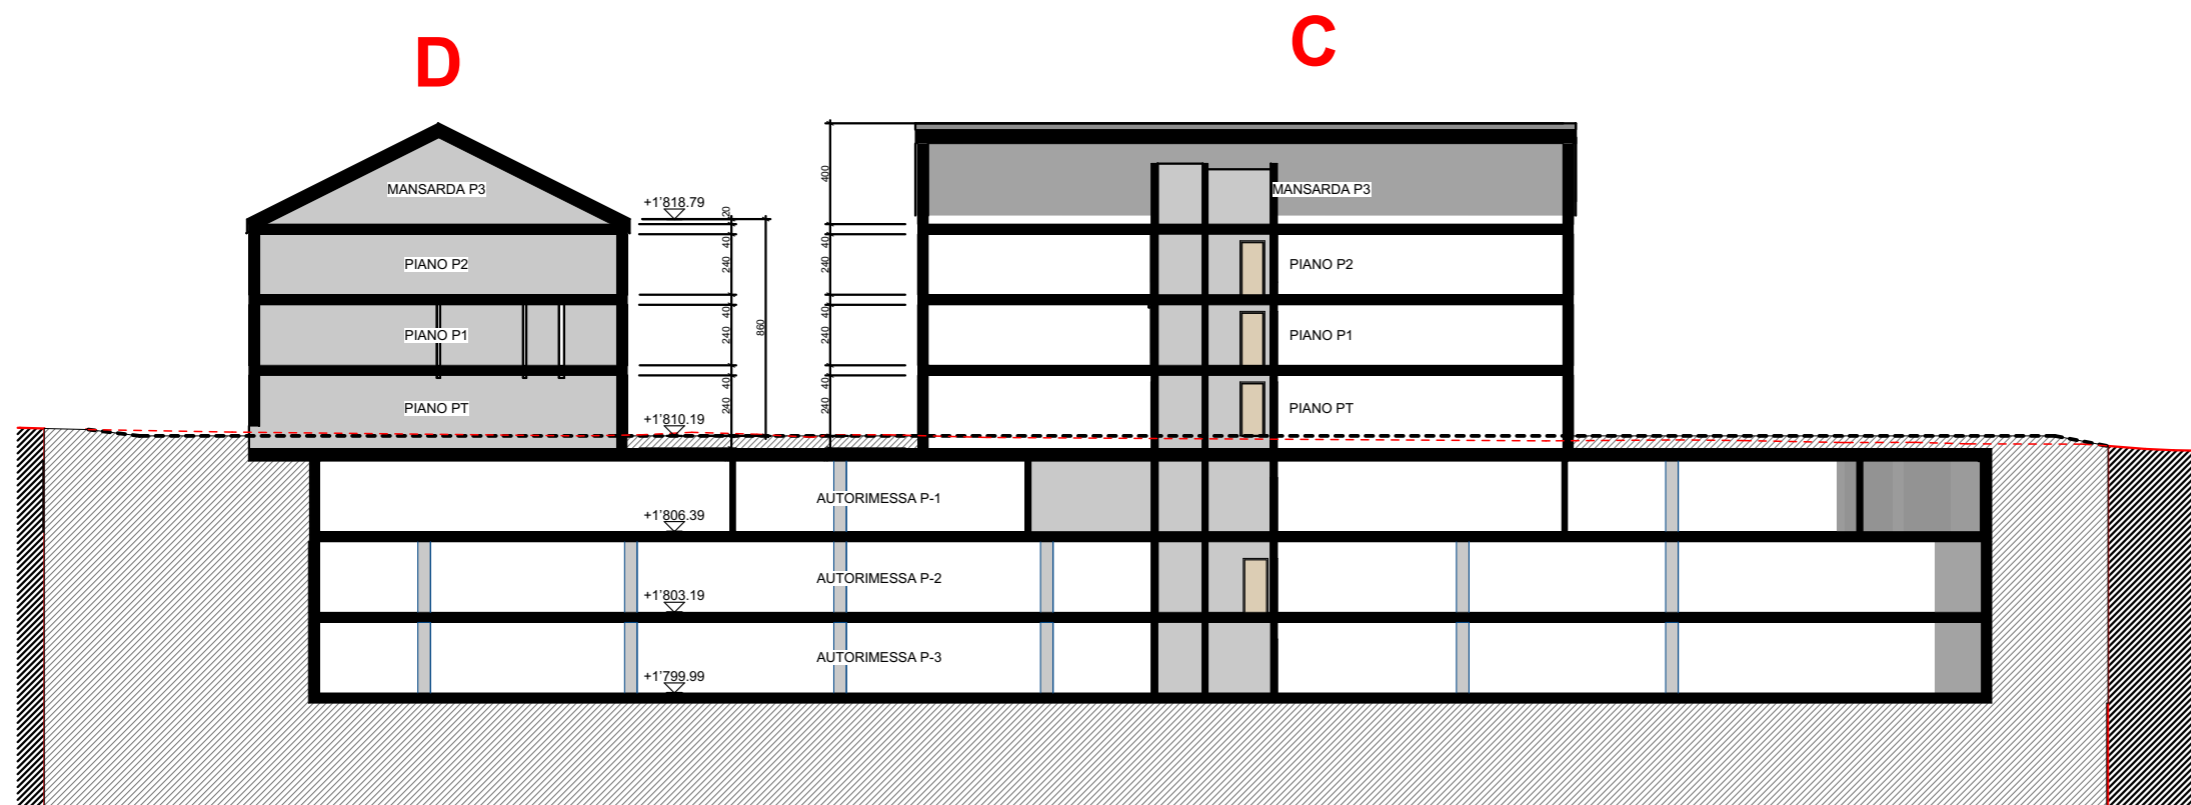 D
C
400
MANSARDA P3
MANSARDA P3
+1'818.79
20
40
40
PIANO P2
240
240
PIANO P2
40
40
PIANO P1
240
860
240
PIANO P1
40
40
PIANO PT
240
240
PIANO PT
+1'810.19
AUTORIMESSA P-1
+1'806.39
AUTORIMESSA P-2
+1'803.19
AUTORIMESSA P-3
+1'799.99